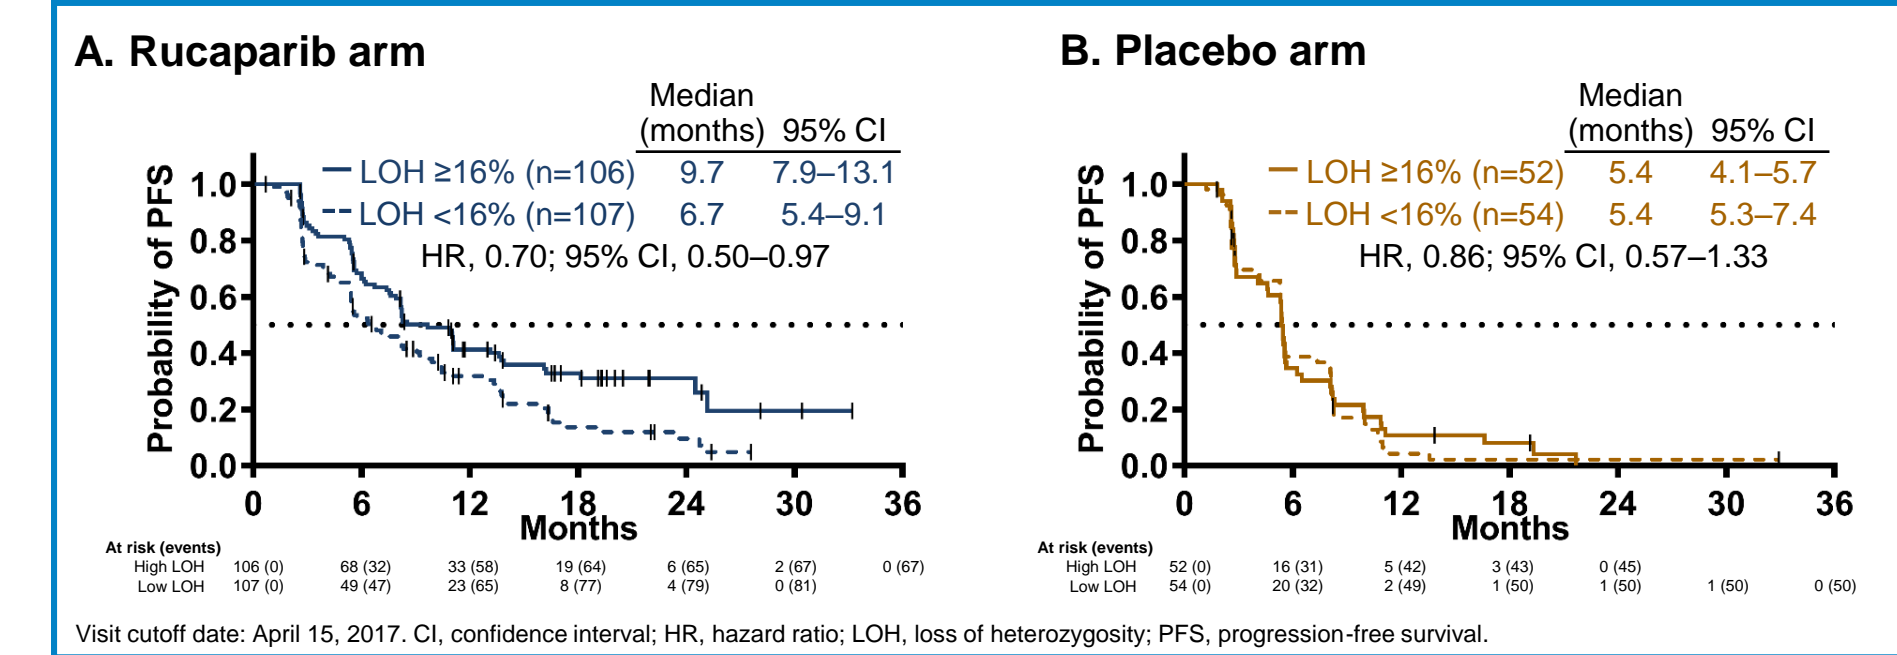 A. Rucaparib arm
Median
(months) 95% CI
LOH ≥16% (n=106) 9.7 7.9–13.1
LOH <16% (n=107) 6.7 5.4–9.1
HR, 0.70; 95% CI, 0.50–0.97
Probability of PFS
1.0
0.8
0.6
0.4
0.2
0.0
0 6 12 18 24 30 36
Months
At risk (events)
High LOH 106 (0) 68 (32) 33 (58) 19 (64) 6 (65) 2 (67) 0 (67)
Low LOH 107 (0) 49 (47) 23 (65) 8 (77) 4 (79) 0 (81)
B. Placebo arm
Median
(months) 95% CI
LOH ≥16% (n=52) 5.4 4.1–5.7
LOH <16% (n=54) 5.4 5.3–7.4
HR, 0.86; 95% CI, 0.57–1.33
Probability of PFS
1.0
0.8
0.6
0.4
0.2
0.0
0 6 12 18 24 30 36
Months
At risk (events)
High LOH 52 (0) 16 (31) 5 (42) 3 (43) 0 (45)
Low LOH 54 (0) 20 (32) 2 (49) 1 (50) 1 (50) 1 (50) 0 (50)
Visit cutoff date: April 15, 2017. CI, confidence interval; HR, hazard ratio; LOH, loss of heterozygosity; PFS, progression-free survival.